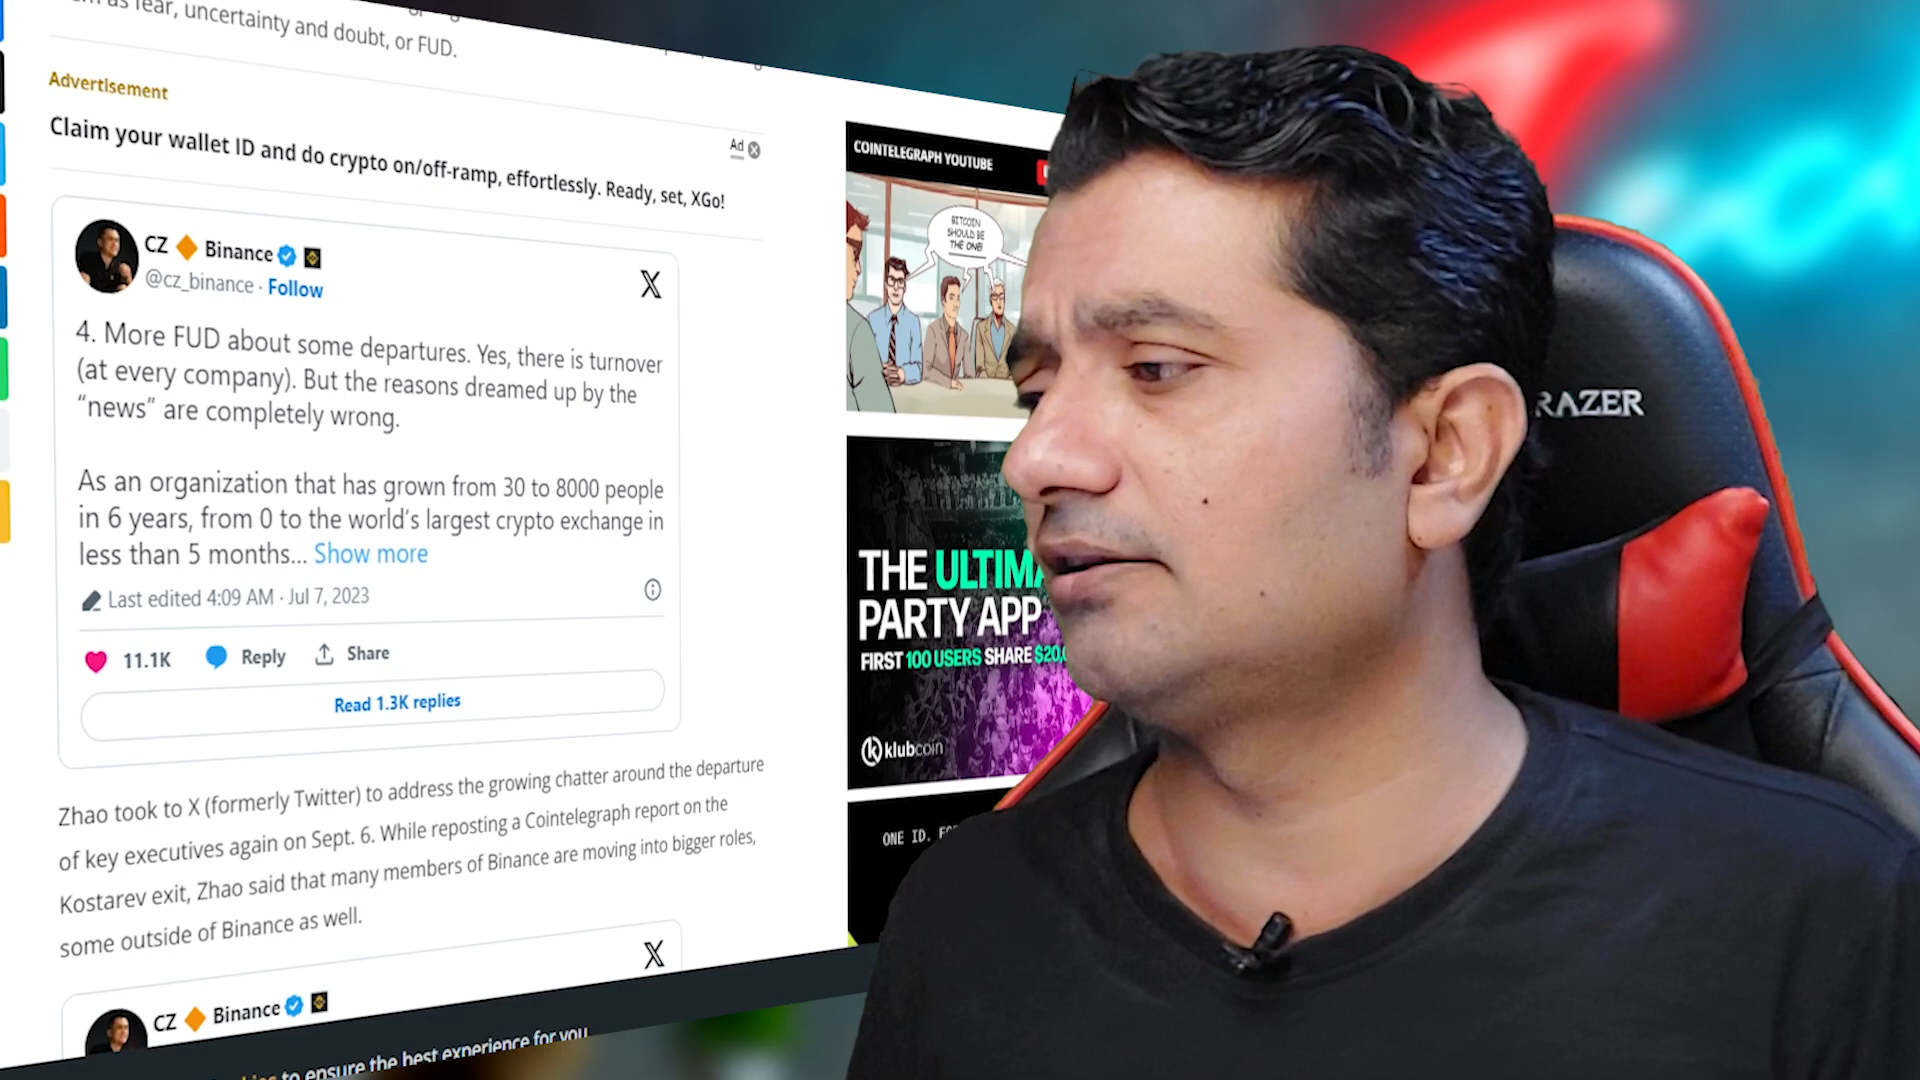 as fear, uncertainty and doubt, or FUD.
Advertisement
Claim your wallet ID and do crypto on/off-ramp, effortlessly. Ready, set, XGo!
Ad
CZ Binance
@cz_binance · Follow
4. More FUD about some departures. Yes, there is turnover
(at every company). But the reasons dreamed up by the
“news” are completely wrong.
As an organization that has grown from 30 to 8000 people
in 6 years, from 0 to the world’s largest crypto exchange in
less than 5 months... Show more
Last edited 4:09 AM · Jul 7, 2023
11.1K Reply Share
Read 1.3K replies
Zhao took to X (formerly Twitter) to address the growing chatter around the departure
of key executives again on Sept. 6. While reposting a Cointelegraph report on the
Kostarev exit, Zhao said that many members of Binance are moving into bigger roles,
some outside of Binance as well.
CZ Binance
to ensure the best experience for you
COINTELEGRAPH YOUTUBE
BITCOIN
SHOULD BE
THE ONE!
THE ULTIMA
PARTY APP
FIRST 100 USERS SHARE $20,
klubcoin
ONE ID.
RAZER